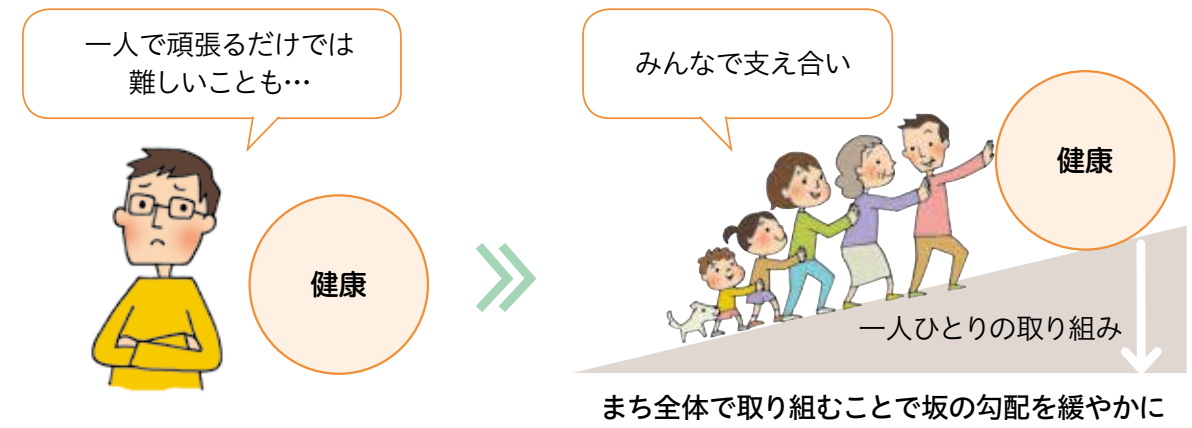 一人で頑張るだけでは
難しいことも…
健康
みんなで支え合い
健康
一人ひとりの取り組み
まち全体で取り組むことで坂の勾配を緩やかに